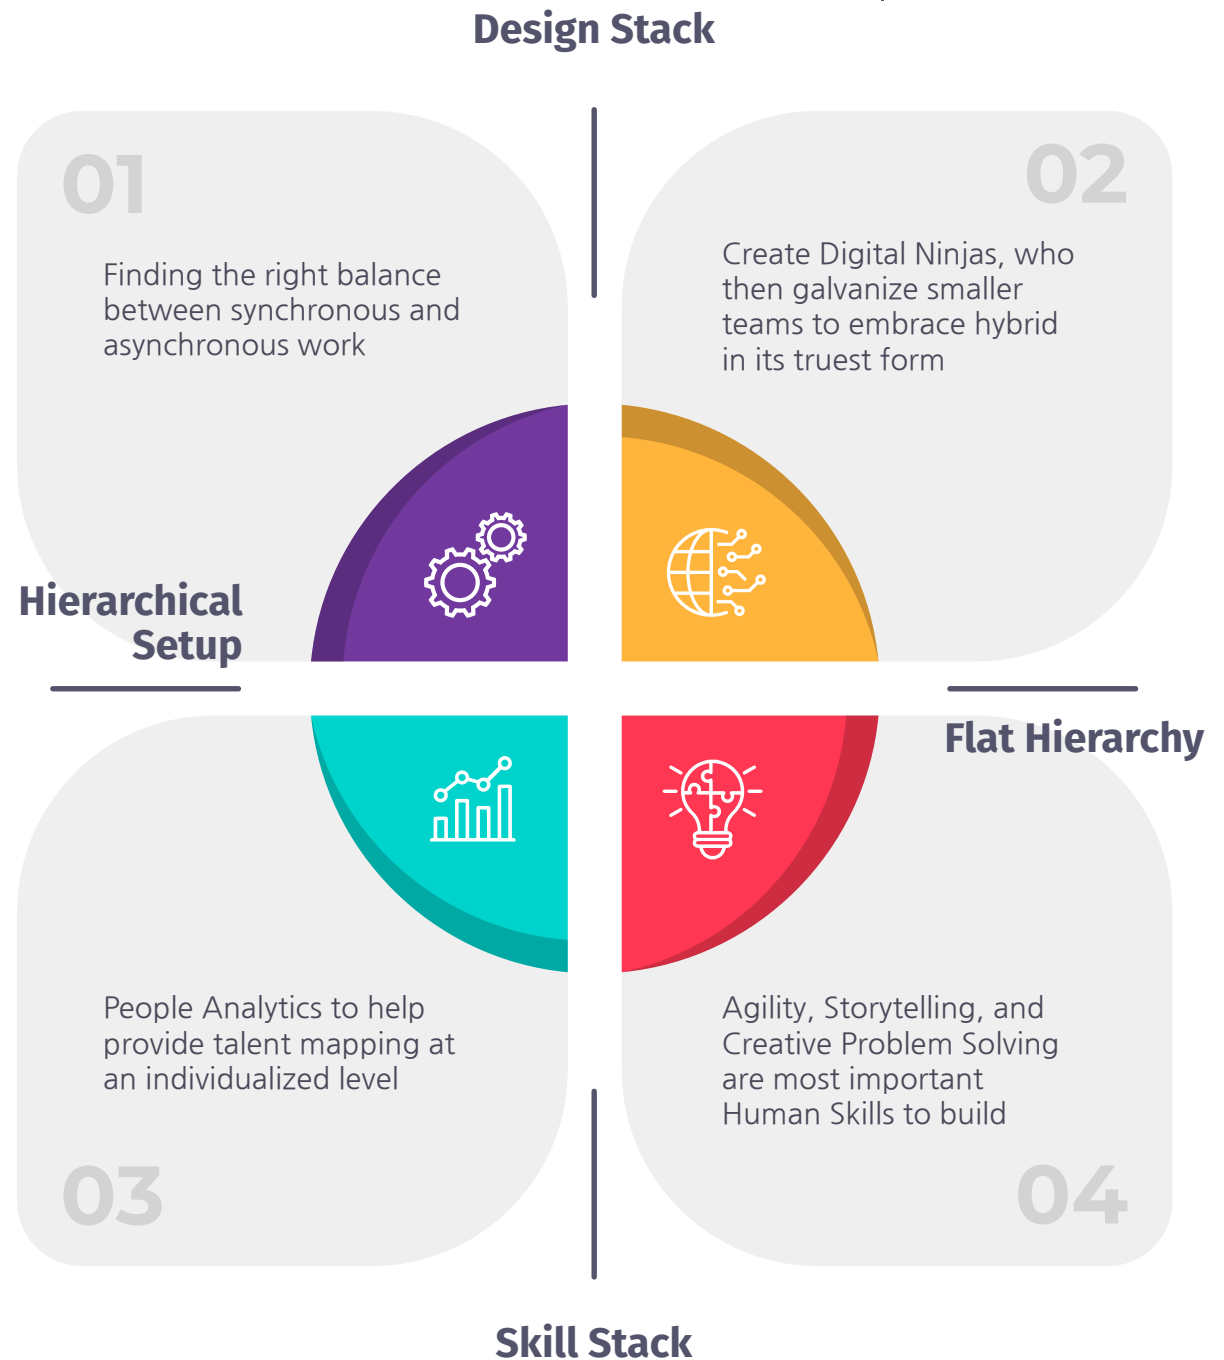 Design Stack
01
Finding the right balance
between synchronous and
asynchronous work
02
Create Digital Ninjas, who
then galvanize smaller
teams to embrace hybrid
in its truest form
Hierarchical
Setup
Flat Hierarchy
People Analytics to help
provide talent mapping at
an individualized level
03
Agility, Storytelling, and
Creative Problem Solving
are most important
Human Skills to build
04
Skill Stack